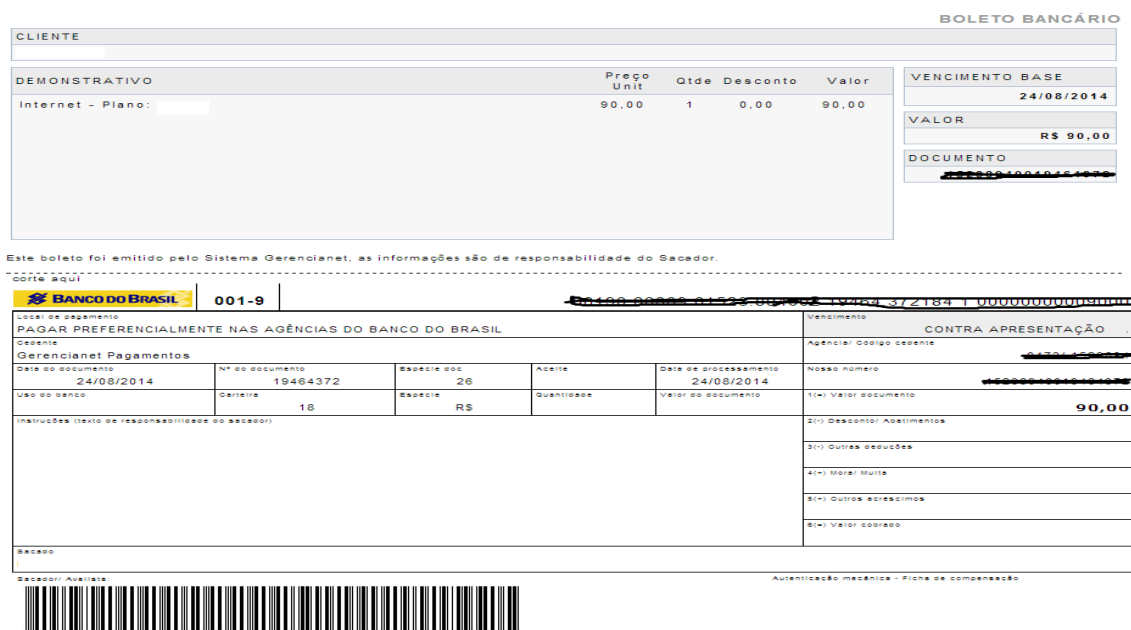 BOLETO BANCÁRIO
CLIENTE
DEMONSTRATIVO Preço Unit Qtde Desconto Valor
Internet - Plano: 90,00 1 0,00 90,00
VENCIMENTO BASE
24/08/2014
VALOR
R$ 90,00
DOCUMENTO
Este boleto foi emitido pelo Sistema Gerencianet, as informações são de responsabilidade do Sacador.
corte aqui
BANCO DO BRASIL 001-9
Local de pagamento Vencimento
PAGAR PREFERENCIALMENTE NAS AGÊNCIAS DO BANCO DO BRASIL CONTRA APRESENTAÇÃO
Cedente Agência/ Código cedente
Gerencianet Pagamentos
Data do documento Nº do documento Espécie doc Aceite Data de processamento Nosso número
24/08/2014 19464372 26 24/08/2014
Uso do banco Carteira Espécie Quantidade Valor do documento 1(=) Valor documento
18 R$ 90,00
Instruções (texto de responsabilidade do sacador) 2(-) Desconto/ Abatimentos
3(-) Outras deduções
4(+) Mora/ Multa
5(+) Outros acréscimos
6(=) Valor cobrado
Sacado
Sacador/ Avalista: Autenticação mecânica - Ficha de compensação